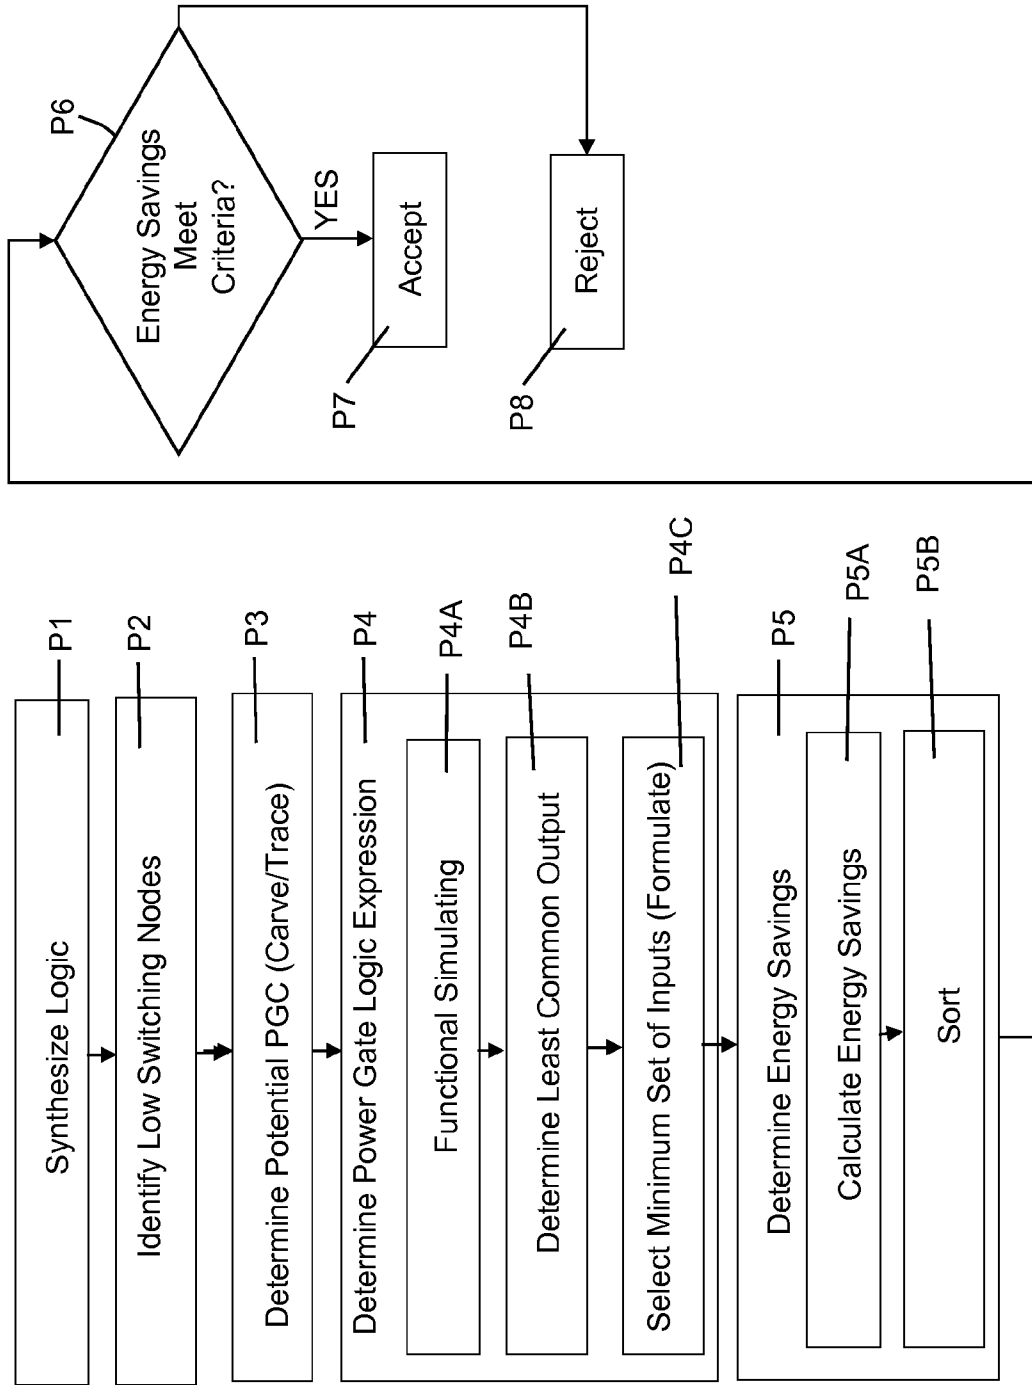 Synthesize Logic
P1
Identify Low Switching Nodes
P2
Determine Potential PGC (Carve/Trace)
P3
Determine Power Gate Logic Expression
P4
Functional Simulating
P4A
Determine Least Common Output
P4B
Select Minimum Set of Inputs (Formulate)
P4C
Determine Energy Savings
P5
Calculate Energy Savings
P5A
Sort
P5B
Energy Savings
Meet
Criteria?
P6
YES
Accept
P7
Reject
P8